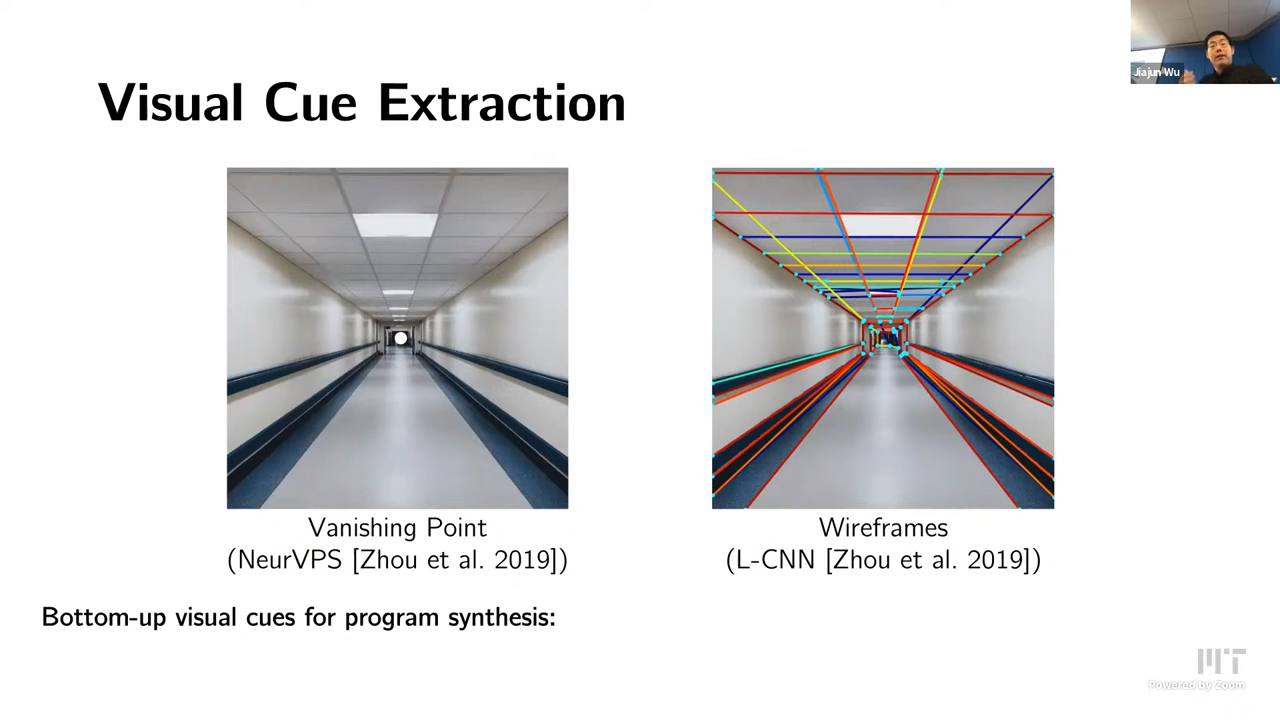 Jiajun Wu
Visual Cue Extraction
Vanishing Point
(NeurVPS [Zhou et al. 2019])
Wireframes
(L-CNN [Zhou et al. 2019])
Bottom-up visual cues for program synthesis:
MIT
Powered by Zoom